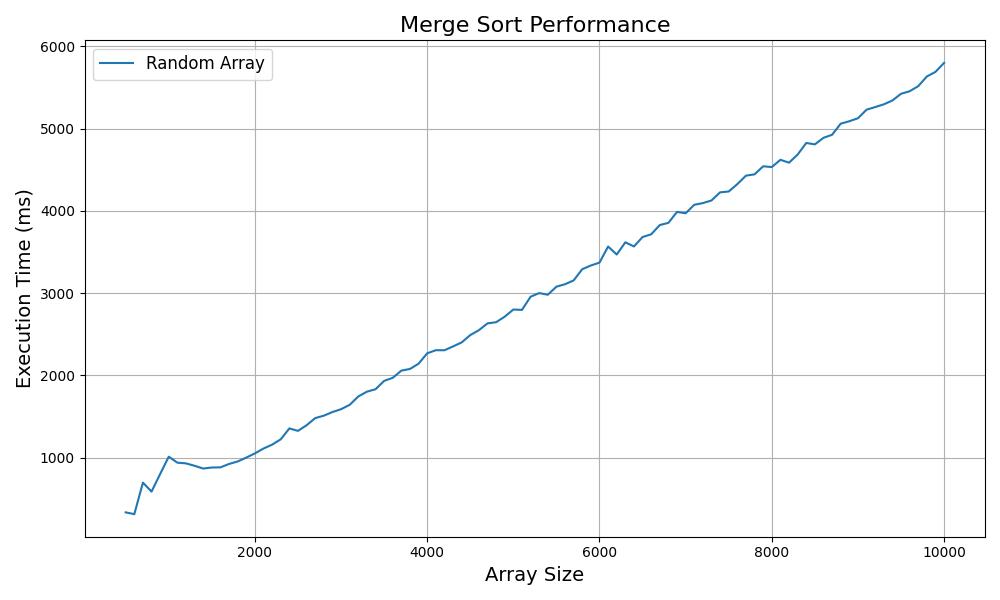 Merge Sort Performance
Random Array
Execution Time (ms)
6000
5000
4000
3000
2000
1000
2000
4000
6000
8000
10000
Array Size